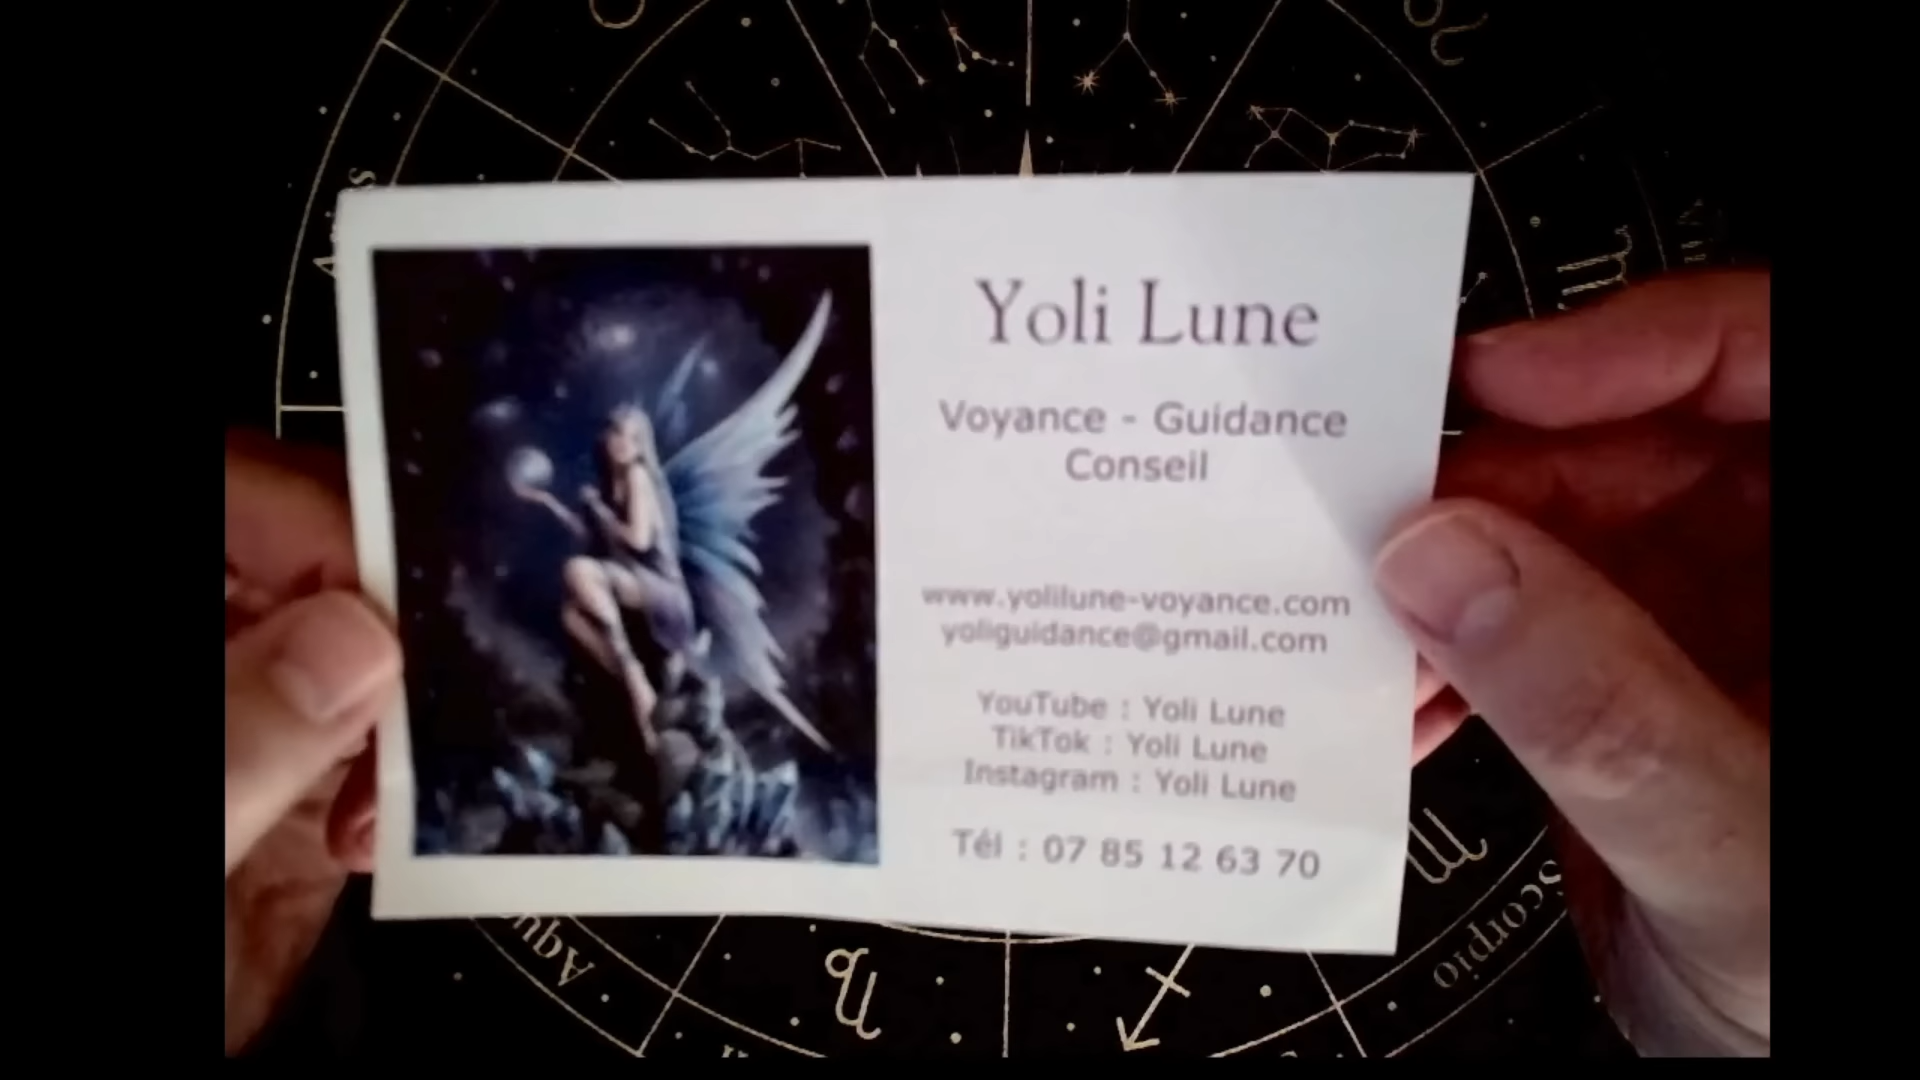 Yoli Lune
Voyance - Guidance
Conseil
www.yolilune-voyance.com
yoliguidance@gmail.com
YouTube : Yoli Lune
TikTok : Yoli Lune
Instagram : Yoli Lune
Tél : 07 85 12 63 70
Scorpio